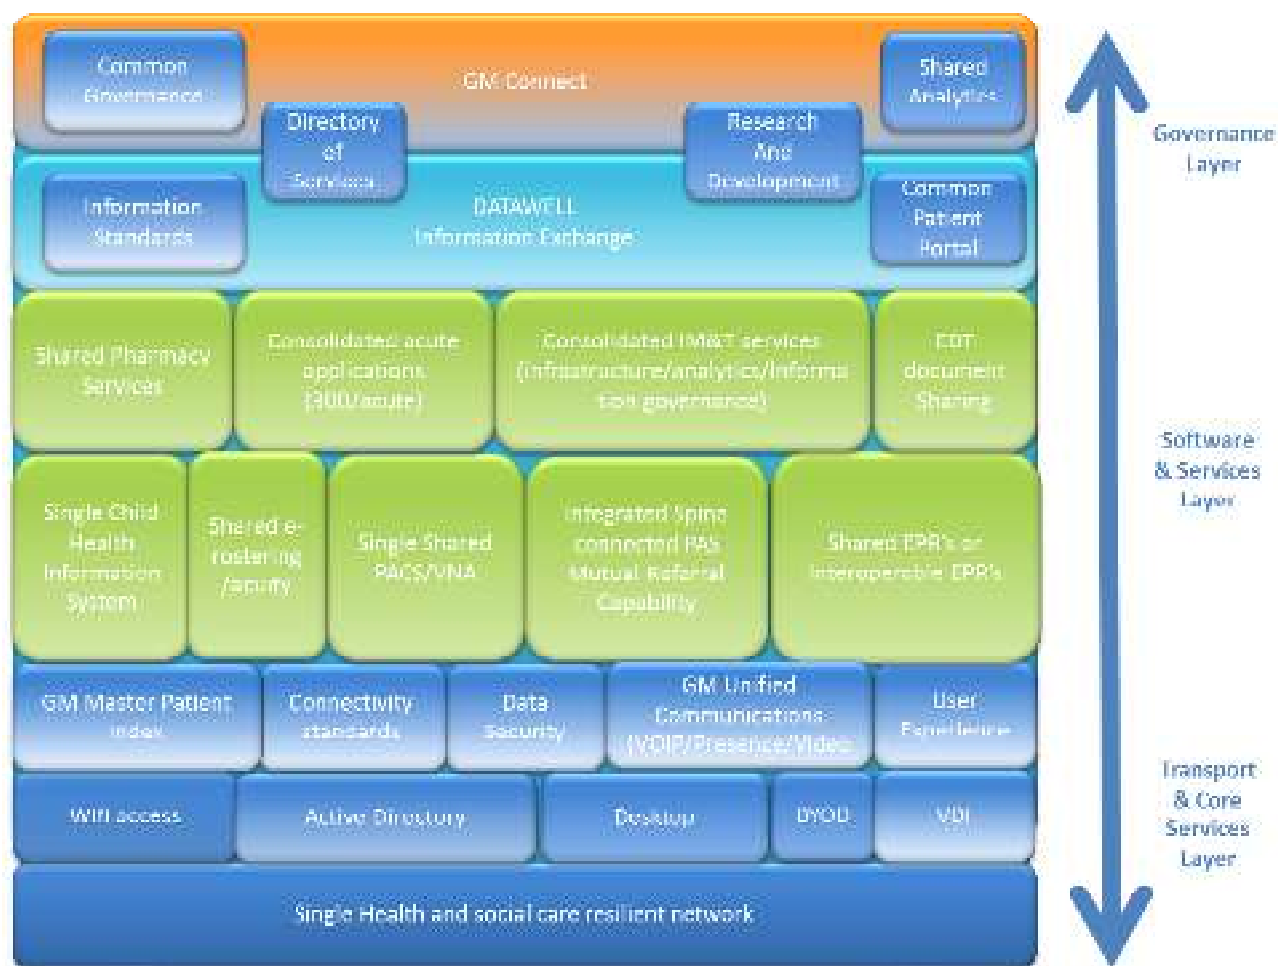 Common
Governance
GM Connect
Shared
Analytics
Directory
of
Services
Research
And
Development
Governance
Layer
Information
Standards
DATAWELL
Information Exchange
Common
Patient
Portal
Shared Pharmacy
Services
Consolidated acute
applications
(300/acute)
Consolidated IM&T services
(infrastructure/analytics/informa
tion governance)
EDT
document
Sharing
Software
& Services
Layer
Single Child
Health
Information
System
Shared e-
rostering
/acuity
Single Shared
PACS/VNA
Integrated Spine
connected PAS
Mutual Referral
Capability
Shared EPR's or
interoperable EPR's
GM Master Patient
Index
Connectivity
standards
Data
Security
GM Unified
Communications
(VOIP/Presence/Video
User
Experience
Transport
& Core
Services
Layer
Wifi access
Active Directory
Desktop
BYOD
VDI
Single Health and social care resilient network